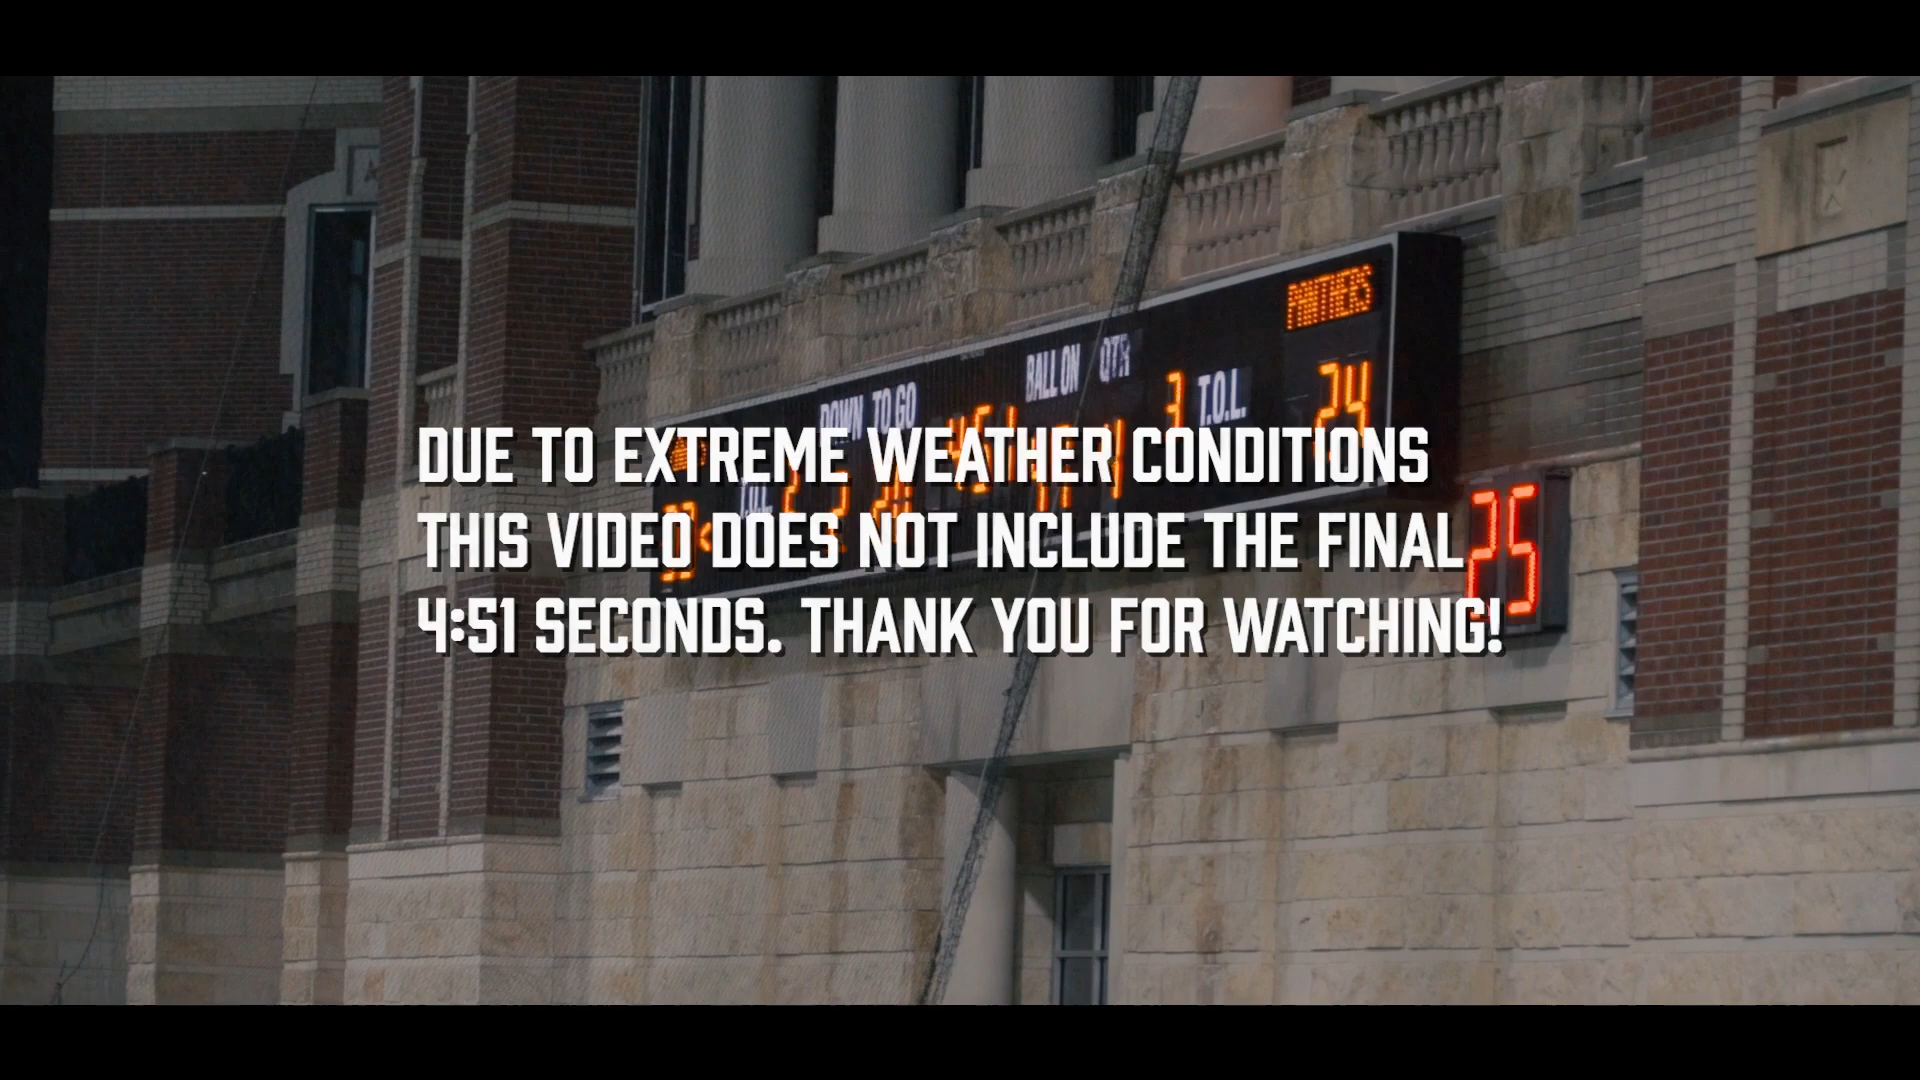 PANTHERS
BALL ON QTR
DOWN TO GO
3 T.O.L. 24
T.O.L.
DUE TO EXTREME WEATHER CONDITIONS
THIS VIDEO DOES NOT INCLUDE THE FINAL
25
4:51 SECONDS. THANK YOU FOR WATCHING!